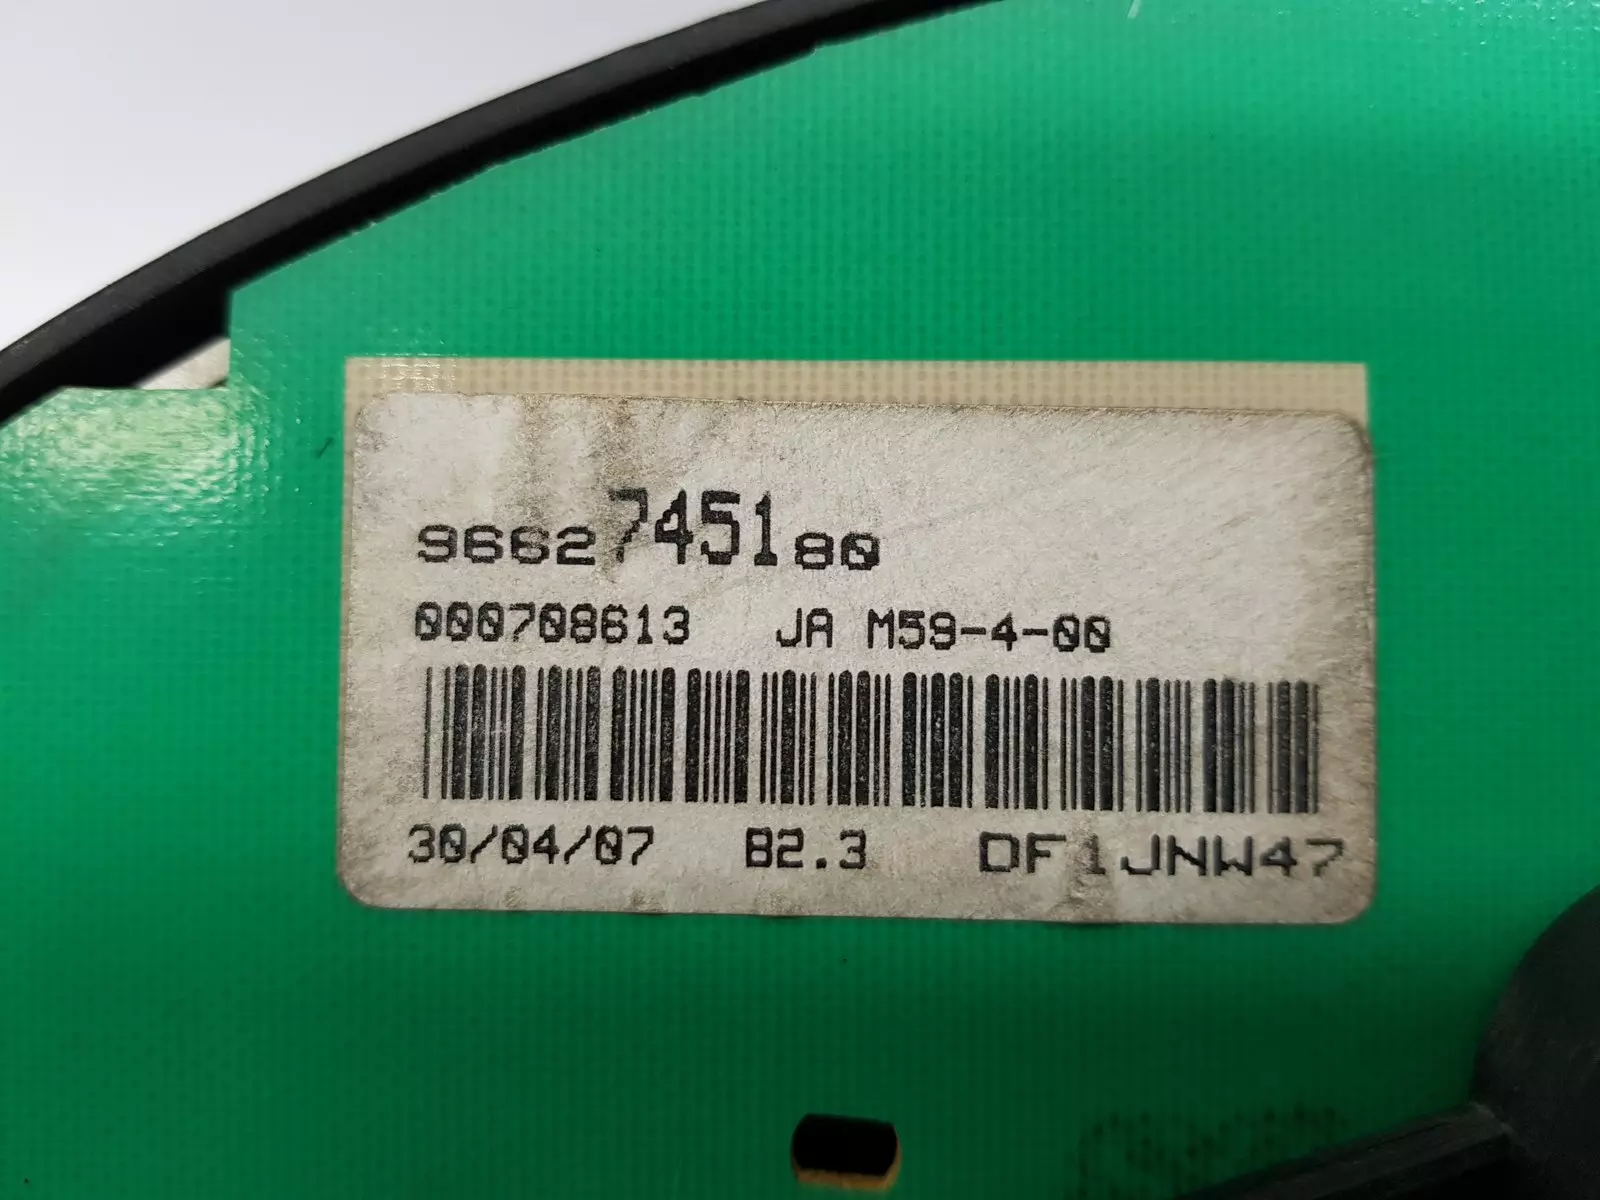 9662745180
000708613 JA M59-4-00
30/04/07 B2.3 DF1JNW47